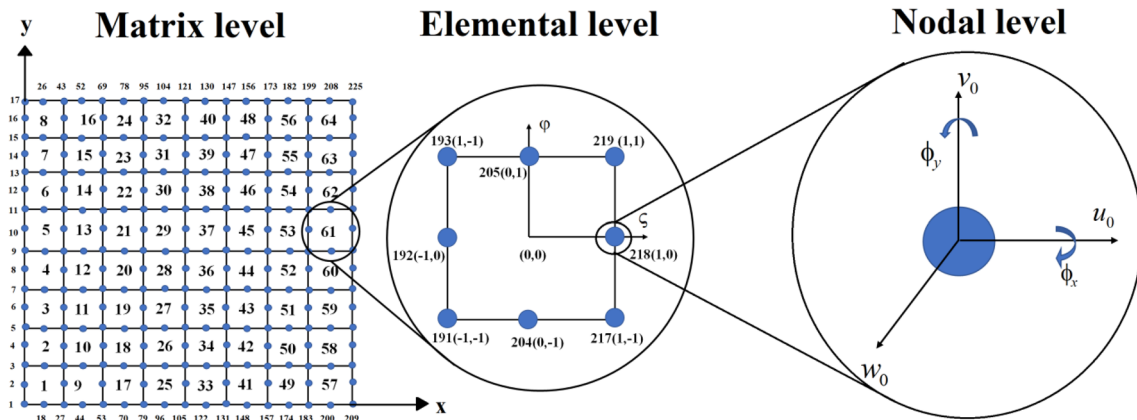 Matrix level
Elemental level
Nodal level
y
26 43 52 69 78 95 104 121 130 147 156 173 182 199 208 225
17
16 8 16 24 32 40 48 56 64
15
14 7 15 23 31 39 47 55 63
13
12 6 14 22 30 38 46 54 62
11
10 5 13 21 29 37 45 53 61
9
8 4 12 20 28 36 44 52 60
7
6 3 11 19 27 35 43 51 59
5
4 2 10 18 26 34 42 50 58
3
2 1 9 17 25 33 41 49 57
1
x
18 27 44 53 70 79 96 105 122 131 148 157 174 183 200 209
φ
193(1,-1)
219 (1,1)
205(0,1)
ς
192(-1,0)
(0,0)
218(1,0)
191(-1,-1)
204(0,-1)
217(1,-1)
v₀
ϕᵧ
u₀
ϕₓ
w₀